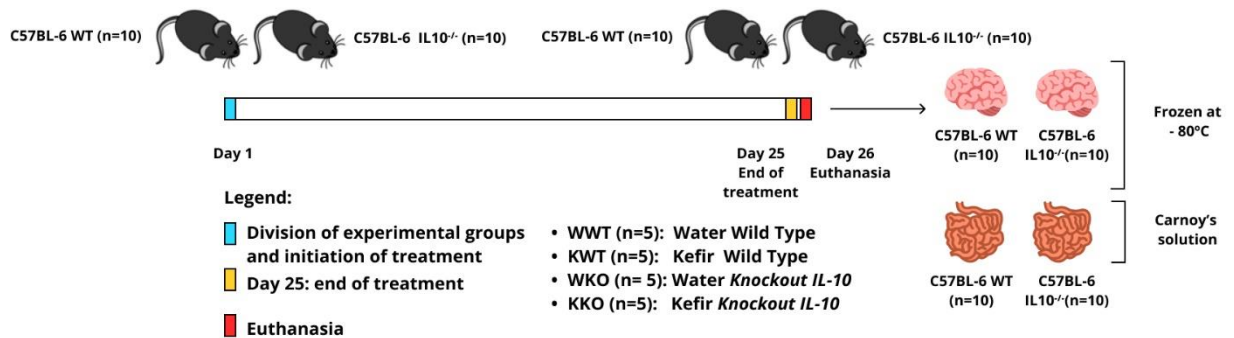 C57BL-6 WT (n=10)
C57BL-6 IL10-/- (n=10)
C57BL-6 WT (n=10)
C57BL-6 IL10-/- (n=10)
Day 1
Day 25
End of
treatment
Day 26
Euthanasia
C57BL-6 WT
(n=10)
C57BL-6
IL10-/-(n=10)
Frozen at
- 80°C
Legend:
Division of experimental groups
and initiation of treatment
Day 25: end of treatment
Euthanasia
• WWT (n=5): Water Wild Type
• KWT (n=5): Kefir Wild Type
• WKO (n= 5): Water Knockout IL-10
• KKO (n=5): Kefir Knockout IL-10
C57BL-6 WT
(n=10)
C57BL-6
IL10-/-(n=10)
Carnoy's
solution